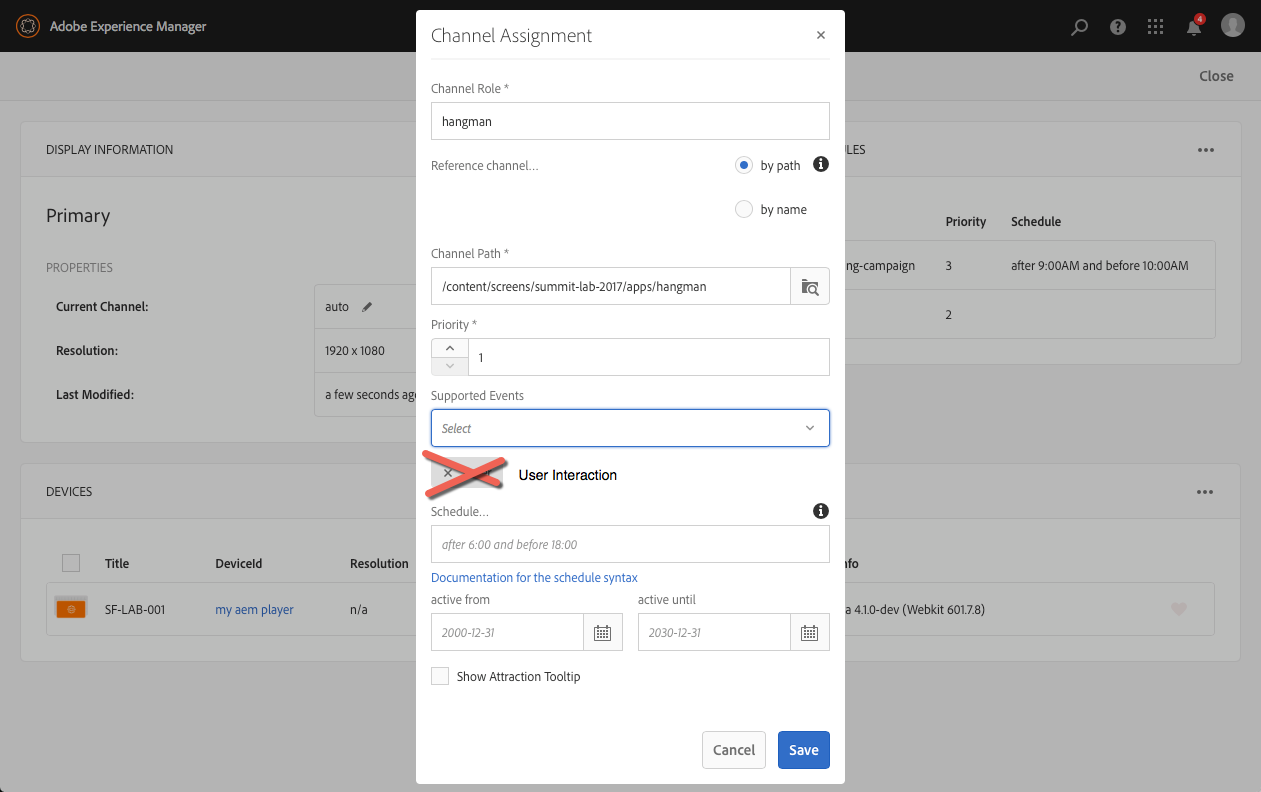 Adobe Experience Manager
4
Close
Channel Assignment
Channel Role *
hangman
Reference channel...
by path
by name
Channel Path *
/content/screens/summit-lab-2017/apps/hangman
Priority *
1
Supported Events
Select
User Interaction
Schedule...
after 6:00 and before 18:00
Documentation for the schedule syntax
active from
active until
2000-12-31
2030-12-31
Show Attraction Tooltip
Cancel
Save
DISPLAY INFORMATION
Primary
PROPERTIES
Current Channel:
auto
Resolution:
1920 x 1080
Last Modified:
a few seconds ago
Priority
Schedule
ng-campaign
3
after 9:00AM and before 10:00AM
2
DEVICES
Title
DeviceId
Resolution
SF-LAB-001
my aem player
n/a
a 4.1.0-dev (Webkit 601.7.8)